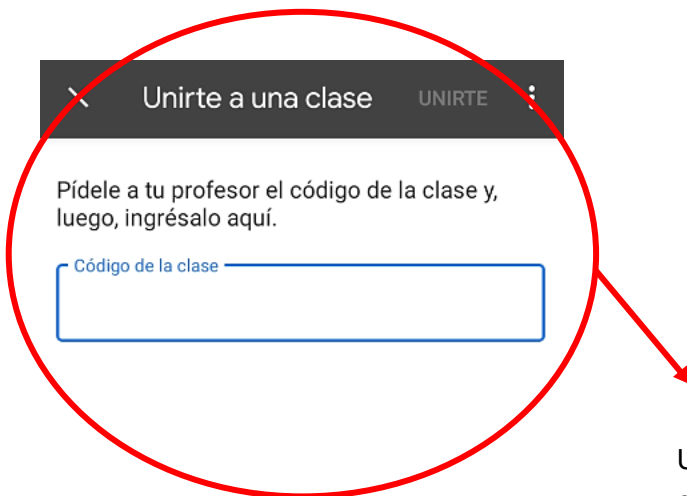 Unirte a una clase UNIRTE
Pídele a tu profesor el código de la clase y,
luego, ingrésalo aquí.
Código de la clase